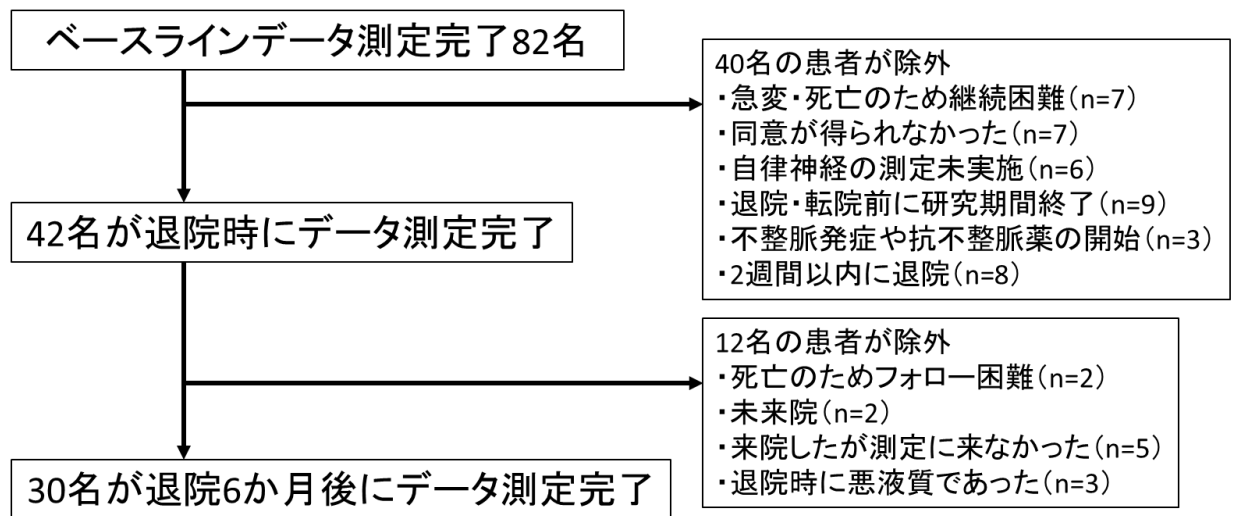 ベースラインデータ測定完了82名
40名の患者が除外
・急変・死亡のため継続困難(n=7)
・同意が得られなかった(n=7)
・自律神経の測定未実施(n=6)
・退院・転院前に研究期間終了(n=9)
・不整脈発症や抗不整脈薬の開始(n=3)
・2週間以内に退院(n=8)
42名が退院時にデータ測定完了
12名の患者が除外
・死亡のためフォロー困難(n=2)
・未来院(n=2)
・来院したが測定に来なかった(n=5)
・退院時に悪液質であった(n=3)
30名が退院6か月後にデータ測定完了